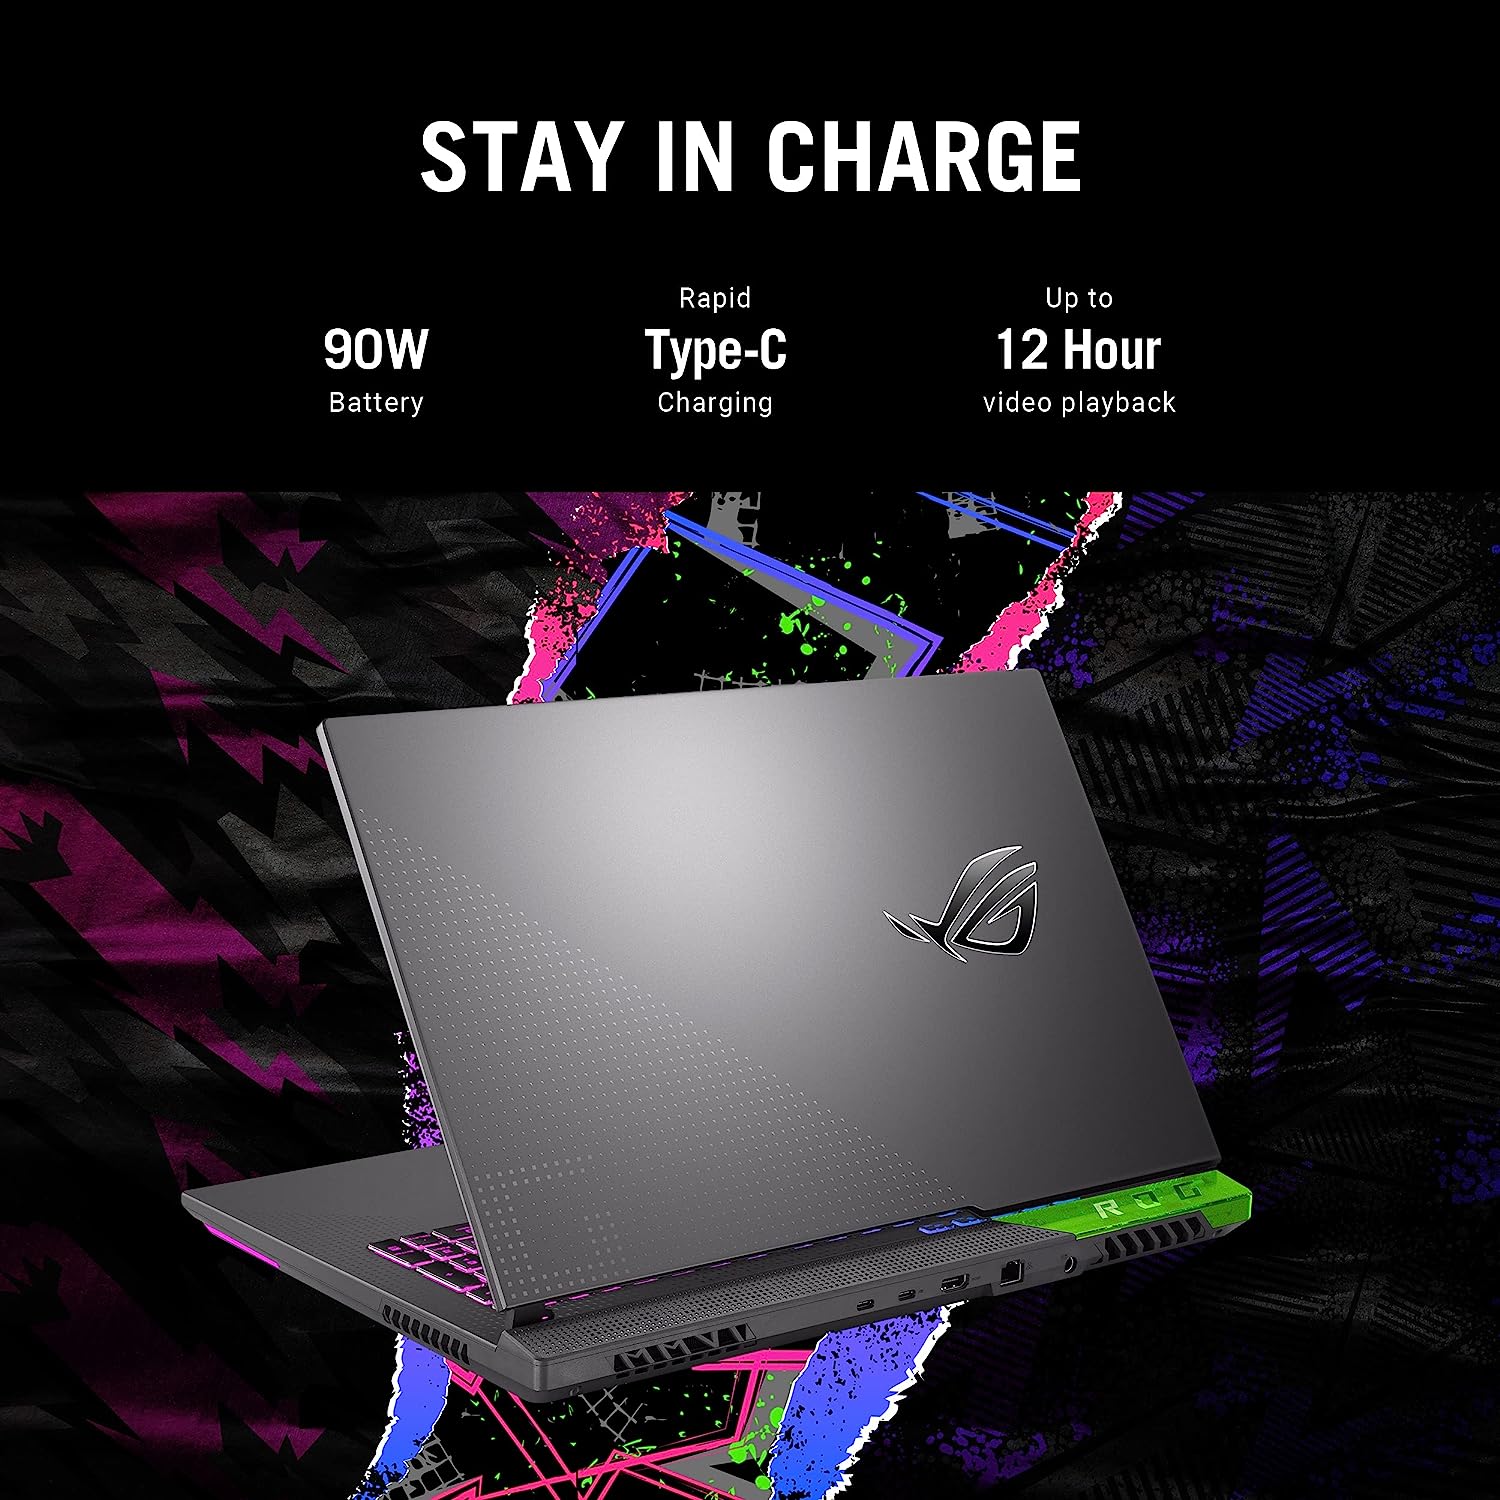 STAY IN CHARGE
90W
Battery
Rapid
Type-C
Charging
Up to
12 Hour
video playback
ROG